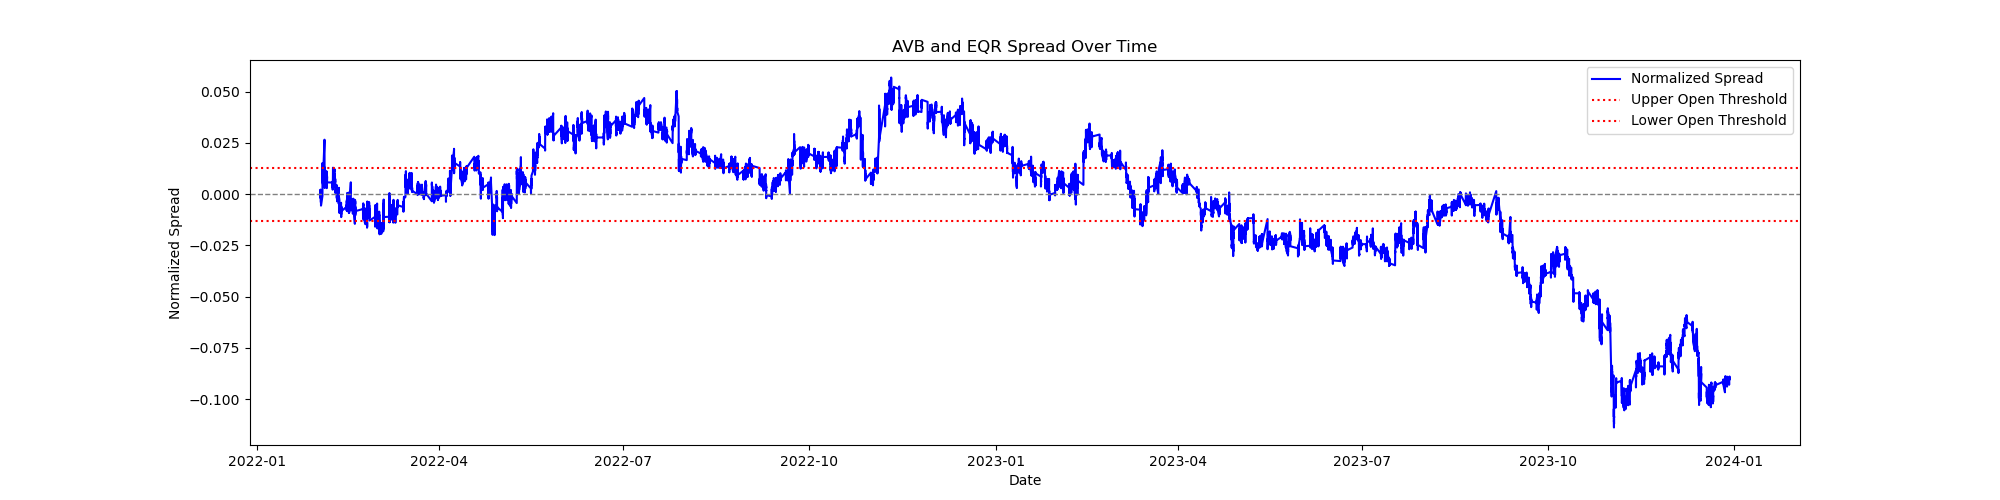 AVB and EQR Spread Over Time
Normalized Spread
0.050
0.025
0.000
−0.025
−0.050
−0.075
−0.100
Normalized Spread
Upper Open Threshold
Lower Open Threshold
2022-01
2022-04
2022-07
2022-10
2023-01
2023-04
2023-07
2023-10
2024-01
Date